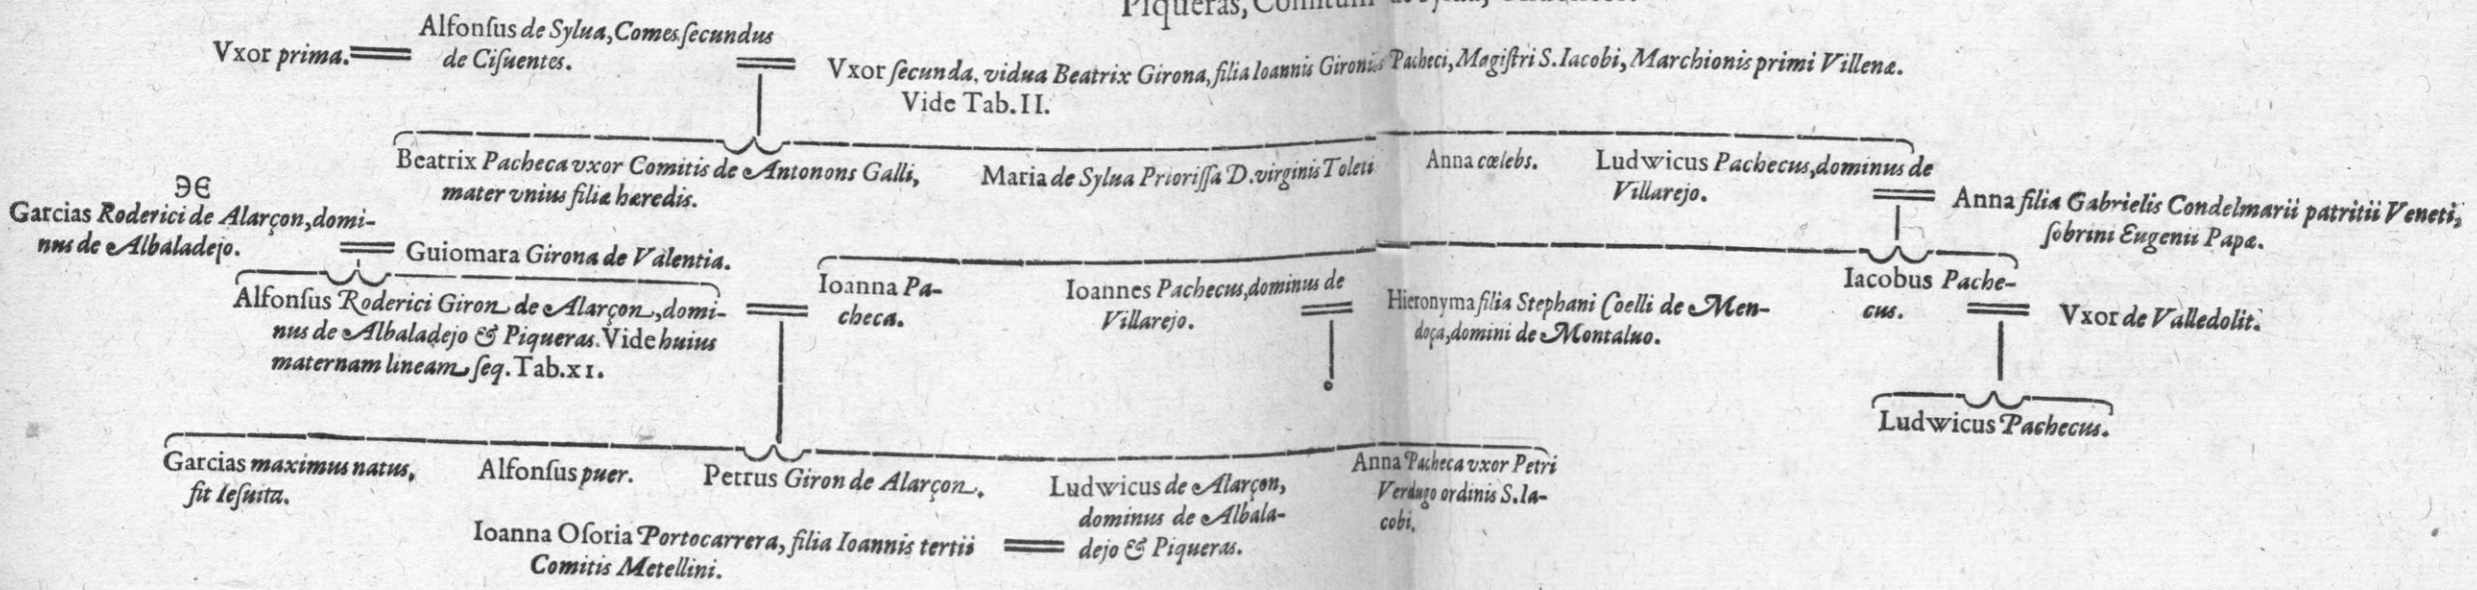 Piqueras, Comitum de Sylua,
Alfonſus de Sylua, Comes ſecundus
de Ciſuentes.
Vxor prima.
Vxor ſecunda, vidua Beatrix Girona, filia Ioannis Gironis Pacheci, Magiſtri S. Iacobi, Marchionis primi Villenæ.
Vide Tab. II.
Beatrix Pacheca vxor Comitis de Antonons Galli,
mater vnius filiæ hæredis.
Maria de Sylua Prioriſſa D. virginis Toleti
Anna cœlebs.
Ludwicus Pachecus, dominus de
Villarejo.
Anna filia Gabrielis Condelmarii patritii Veneti,
ſobrini Eugenii Papæ.
Garcias Roderici de Alarçon, domi-
nus de Albaladejo.
Guiomara Girona de Valentia.
Alfonſus Roderici Giron de Alarçon, domi-
nus de Albaladejo & Piqueras. Vide huius
maternam lineam ſeq. Tab. XI.
Ioanna Pa-
checa.
Ioannes Pachecus, dominus de
Villarejo.
Hieronyma filia Stephani Coelli de Men-
doça, domini de Montaluo.
Iacobus Pache-
cus.
Vxor de Valledolit.
Ludwicus Pachecus.
Garcias maximus natus,
fit Ieſuita.
Alfonſus puer.
Petrus Giron de Alarçon.
Ludwicus de Alarçon,
dominus de Albala-
dejo & Piqueras.
Anna Pacheca vxor Petri
Verdugo ordinis S. Ia-
cobi.
Ioanna Oſoria Portocarrera, filia Ioannis tertii
Comitis Metellini.